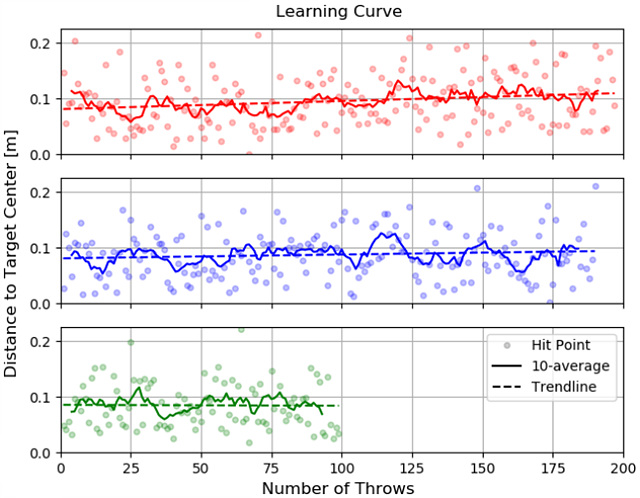 Learning Curve
0.2
0.1
0.0
0.2
0.1
0.0
0.2
0.1
0.0
Distance to Target Center [m]
Hit Point
10-average
Trendline
0 25 50 75 100 125 150 175 200
Number of Throws